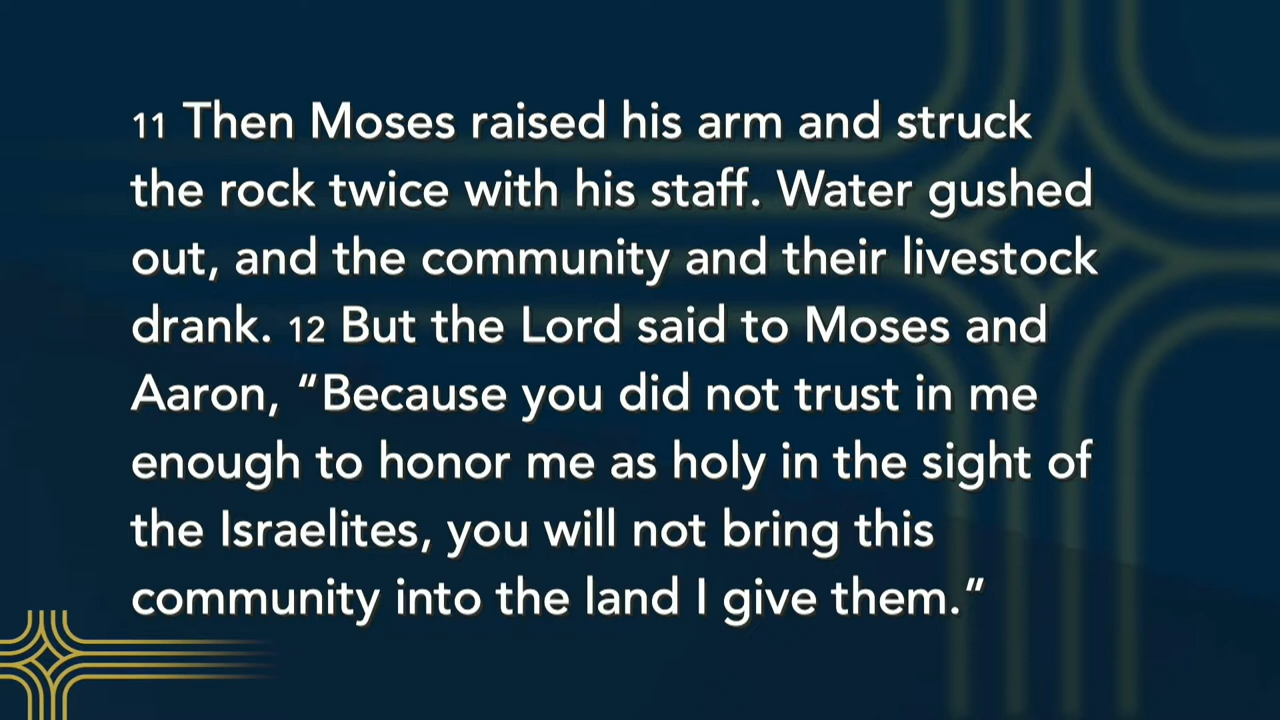 11 Then Moses raised his arm and struck
the rock twice with his staff. Water gushed
out, and the community and their livestock
drank. 12 But the Lord said to Moses and
Aaron, “Because you did not trust in me
enough to honor me as holy in the sight of
the Israelites, you will not bring this
community into the land I give them.”